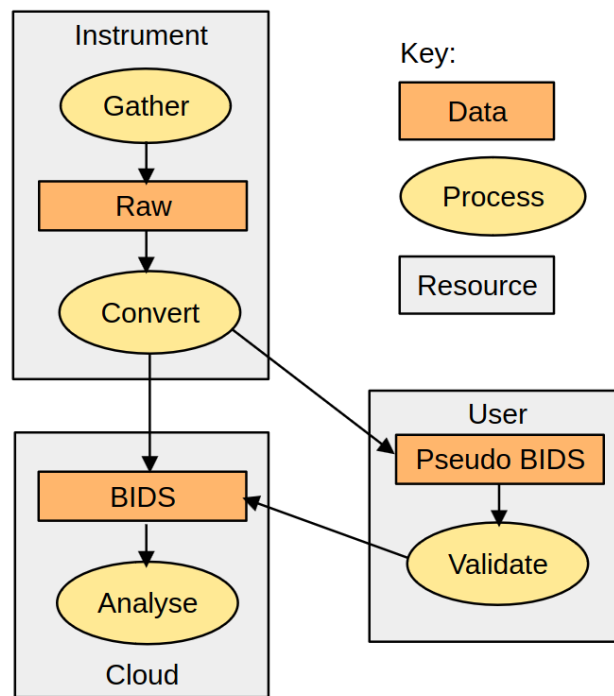 Instrument
Gather
Raw
Convert
Key:
Data
Process
Resource
User
Pseudo BIDS
Validate
BIDS
Analyse
Cloud